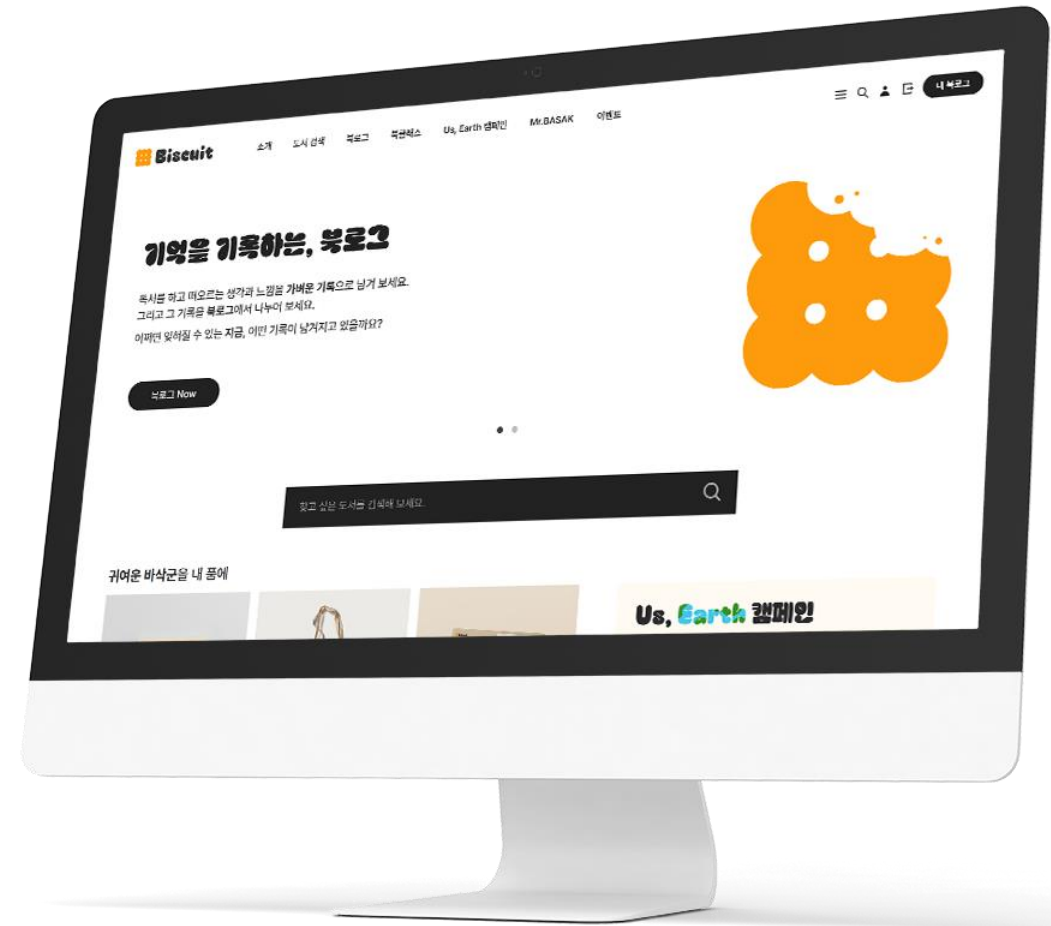 Biscuit
소개 도서 검색 북로그 북클래스 Us, Earth 캠페인 Mr.BASAK 이벤트
내 북로그
기억을 기록하는, 북로그
독서를 하고 떠오르는 생각과 느낌을 가벼운 기록으로 남겨 보세요.
그리고 그 기록을 북로그에서 나누어 보세요.
어쩌면 잊혀질 수 있는 지금, 어떤 기록이 남겨지고 있을까요?
북로그 Now
찾고 싶은 도서를 검색해 보세요.
귀여운 바삭군을 내 품에
Us, Earth 캠페인